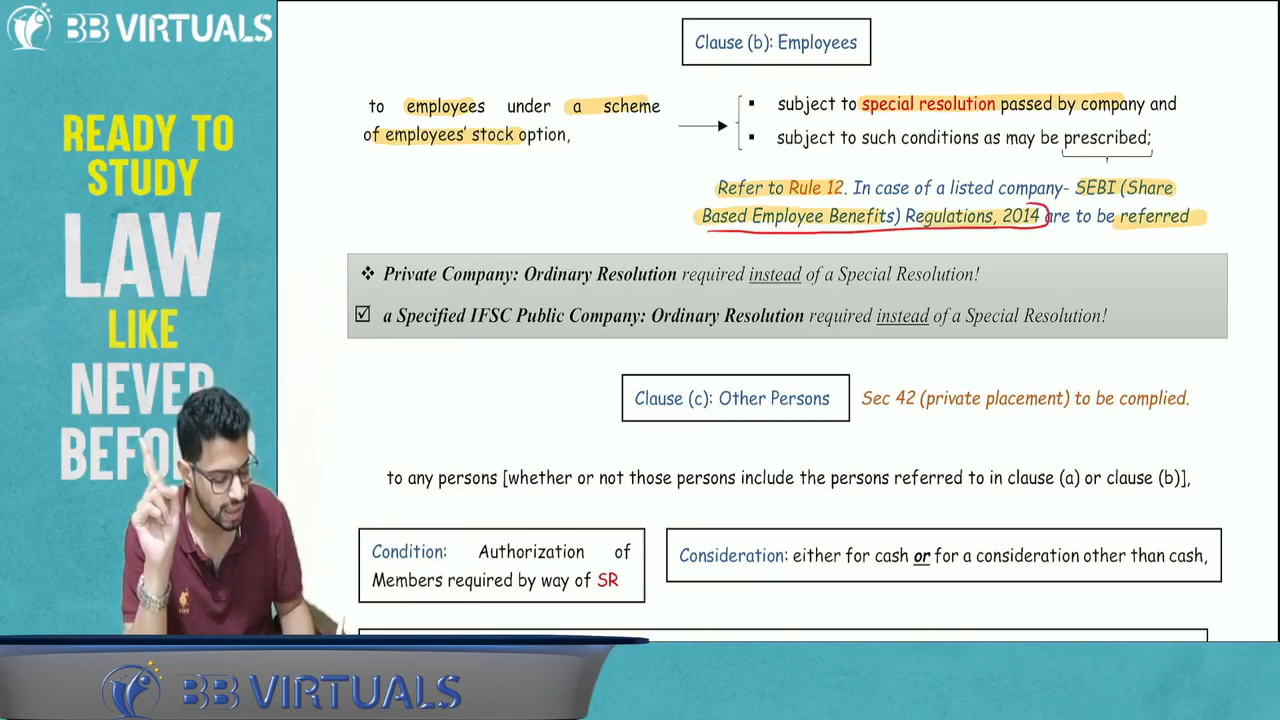 BB VIRTUALS
READY TO
STUDY
LAW
LIKE
NEVER
Clause (b): Employees
to employees under a scheme
of employees' stock option,
▪ subject to special resolution passed by company and
▪ subject to such conditions as may be prescribed;
Refer to Rule 12. In case of a listed company- SEBI (Share
Based Employee Benefits) Regulations, 2014 are to be referred
❖ Private Company: Ordinary Resolution required instead of a Special Resolution!
☑ a Specified IFSC Public Company: Ordinary Resolution required instead of a Special Resolution!
Clause (c): Other Persons
Sec 42 (private placement) to be complied.
to any persons [whether or not those persons include the persons referred to in clause (a) or clause (b)],
Condition: Authorization of
Members required by way of SR
Consideration: either for cash or for a consideration other than cash,
BB VIRTUALS